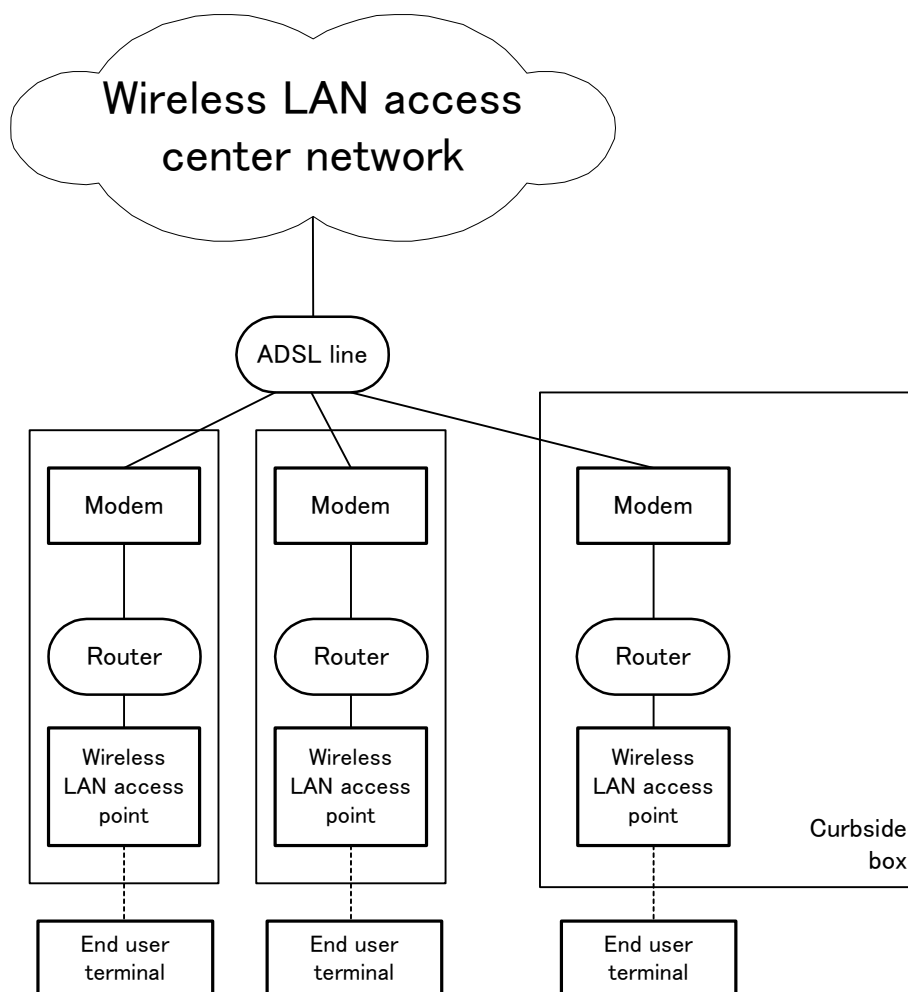 Wireless LAN access
center network
ADSL line
Modem
Modem
Modem
Router
Router
Router
Wireless
LAN access
point
Wireless
LAN access
point
Wireless
LAN access
point
Curbside
box
End user
terminal
End user
terminal
End user
terminal